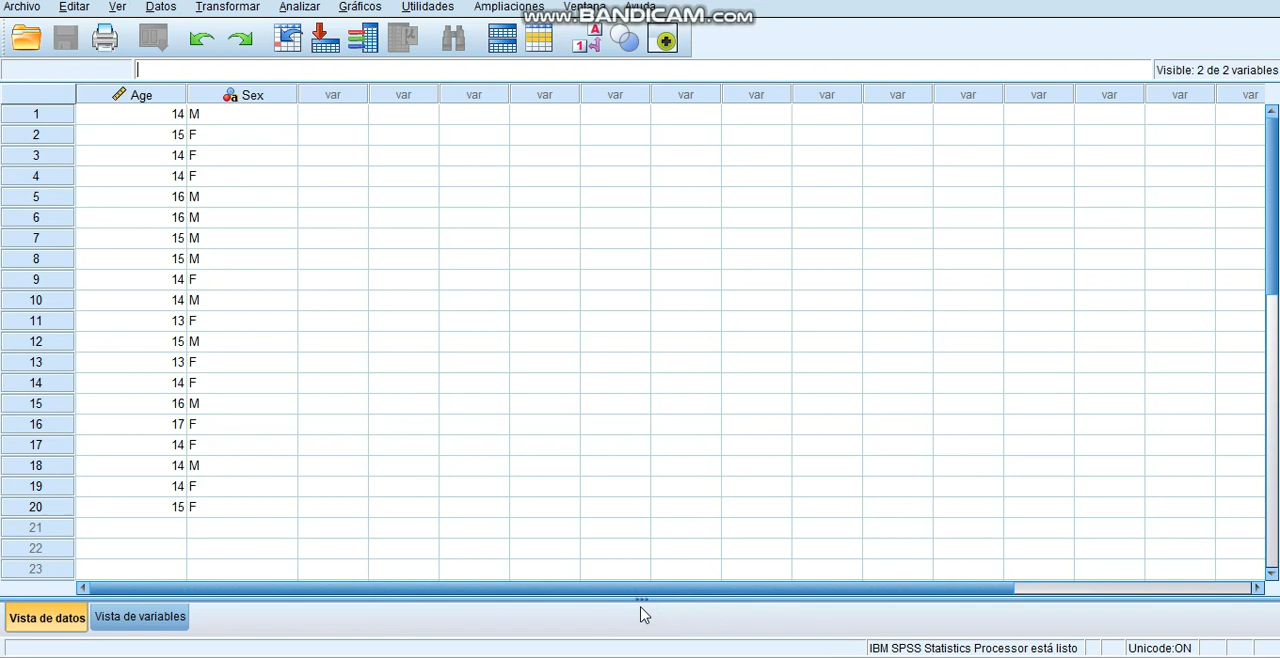 Archivo Editar Ver Datos Transformar Analizar Gráficos Utilidades Ampliaciones Ventana Ayuda
www.BANDICAM.com
1 A
Visible: 2 de 2 variables
Age Sex var var var var var var var var var var var var var var
1 14 M
2 15 F
3 14 F
4 14 F
5 16 M
6 16 M
7 15 M
8 15 M
9 14 F
10 14 M
11 13 F
12 15 M
13 13 F
14 14 F
15 16 M
16 17 F
17 14 F
18 14 M
19 14 F
20 15 F
21
22
23
Vista de datos Vista de variables
IBM SPSS Statistics Processor está listo Unicode:ON